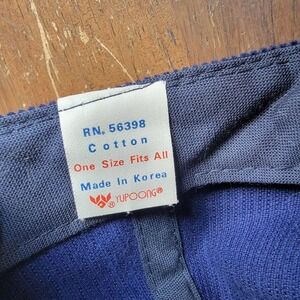 RN. 56398
Cotton
One Size Fits All
Made In Korea
® YUPOONG®